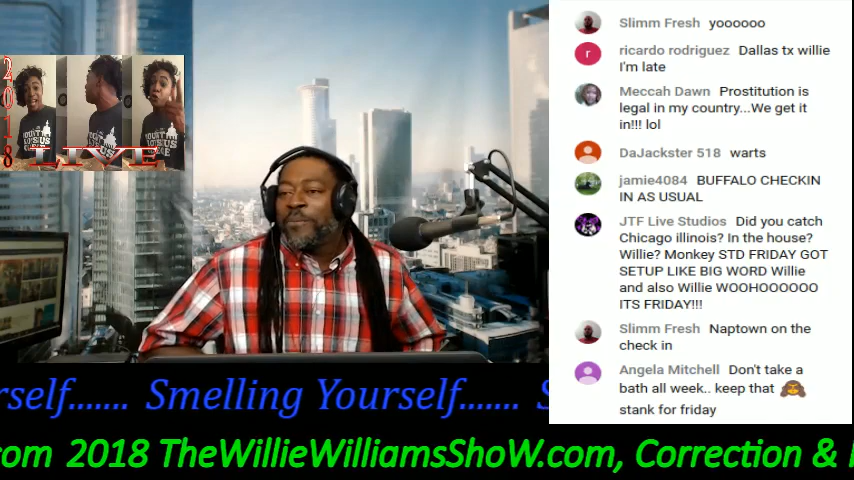 2018
LIVE
Slimm Fresh yoooooo
r
ricardo rodriguez Dallas tx willie
I'm late
Meccah Dawn Prostitution is
legal in my country...We get it
in!!! lol
DaJackster 518 warts
jamie4084 BUFFALO CHECKIN
IN AS USUAL
JTF Live Studios Did you catch
Chicago illinois? In the house?
Willie? Monkey STD FRIDAY GOT
SETUP LIKE BIG WORD Willie
and also Willie WOOHOOOOOO
ITS FRIDAY!!!
Slimm Fresh Naptown on the
check in
Angela Mitchell Don't take a
bath all week.. keep that
stank for friday
rself....... Smelling Yourself....... S
com 2018 TheWillieWilliamsShoW.com, Correction &